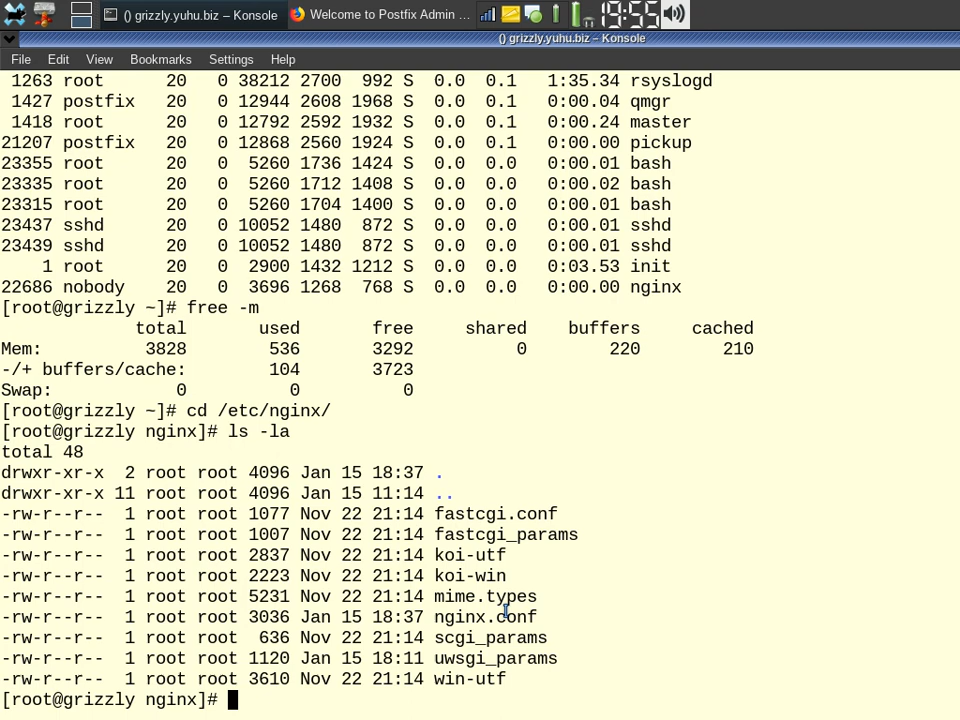 () grizzly.yuhu.biz – Konsole
Welcome to Postfix Admin ...
19:55
() grizzly.yuhu.biz – Konsole
File Edit View Bookmarks Settings Help
1263 root 20 0 38212 2700 992 S 0.0 0.1 1:35.34 rsyslogd
1427 postfix 20 0 12944 2608 1968 S 0.0 0.1 0:00.04 qmgr
1418 root 20 0 12792 2592 1932 S 0.0 0.1 0:00.24 master
21207 postfix 20 0 12868 2560 1924 S 0.0 0.1 0:00.00 pickup
23355 root 20 0 5260 1736 1424 S 0.0 0.0 0:00.01 bash
23335 root 20 0 5260 1712 1408 S 0.0 0.0 0:00.02 bash
23315 root 20 0 5260 1704 1400 S 0.0 0.0 0:00.01 bash
23437 sshd 20 0 10052 1480 872 S 0.0 0.0 0:00.01 sshd
23439 sshd 20 0 10052 1480 872 S 0.0 0.0 0:00.01 sshd
1 root 20 0 2900 1432 1212 S 0.0 0.0 0:03.53 init
22686 nobody 20 0 3696 1268 768 S 0.0 0.0 0:00.00 nginx
[root@grizzly ~]# free -m
total used free shared buffers cached
Mem: 3828 536 3292 0 220 210
-/+ buffers/cache: 104 3723
Swap: 0 0 0
[root@grizzly ~]# cd /etc/nginx/
[root@grizzly nginx]# ls -la
total 48
drwxr-xr-x 2 root root 4096 Jan 15 18:37 .
drwxr-xr-x 11 root root 4096 Jan 15 11:14 ..
-rw-r--r-- 1 root root 1077 Nov 22 21:14 fastcgi.conf
-rw-r--r-- 1 root root 1007 Nov 22 21:14 fastcgi_params
-rw-r--r-- 1 root root 2837 Nov 22 21:14 koi-utf
-rw-r--r-- 1 root root 2223 Nov 22 21:14 koi-win
-rw-r--r-- 1 root root 5231 Nov 22 21:14 mime.types
-rw-r--r-- 1 root root 3036 Jan 15 18:37 nginx.conf
-rw-r--r-- 1 root root 636 Nov 22 21:14 scgi_params
-rw-r--r-- 1 root root 1120 Jan 15 18:11 uwsgi_params
-rw-r--r-- 1 root root 3610 Nov 22 21:14 win-utf
[root@grizzly nginx]#